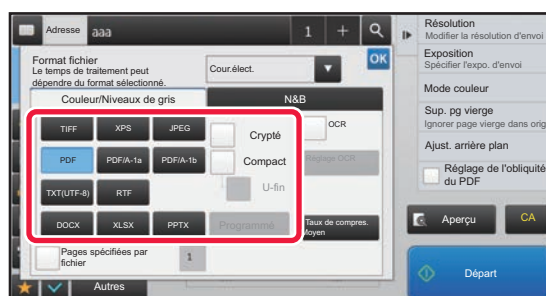 Adresse aaa 1 +
Format fichier
Le temps de traitement peut
dépendre du format sélectionné.
Cour.élect.
OK
Couleur/Niveaux de gris
N&B
TIFF XPS JPEG
Crypté
OCR
PDF PDF/A-1a PDF/A-1b
Compact
Réglage OCR
TXT(UTF-8) RTF
U-fin
DOCX XLSX PPTX
Programmé
Taux de compres.
Moyen
Pages spécifiées par
fichier
1
Autres
Résolution
Modifier la résolution d'envoi
Exposition
Spécifier l'expo. d'envoi
Mode couleur
Sup. pg vierge
Ignorer page vierge dans orig
Ajust. arrière plan
Réglage de l'obliquité
du PDF
Aperçu
CA
Départ